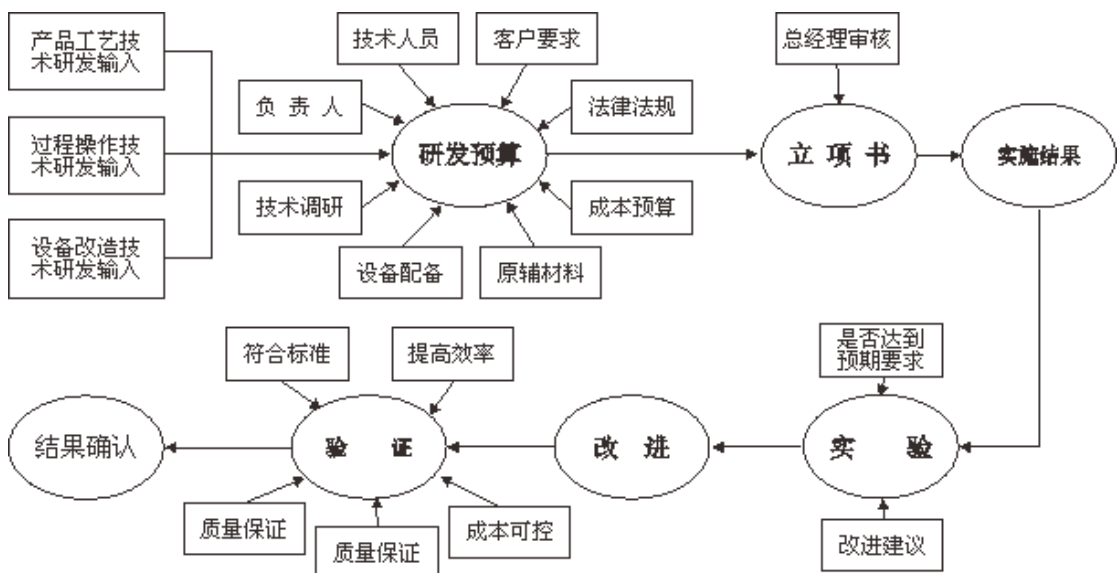 产品工艺技
术研发输入
过程操作技
术研发输入
设备改造技
术研发输入
技术人员
客户要求
负 责 人
法律法规
研发预算
技术调研
成本预算
设备配备
原辅材料
总经理审核
立 项 书
实施结果
是否达到
预期要求
实 验
改进建议
改 进
符合标准
提高效率
验 证
质量保证
质量保证
成本可控
结果确认